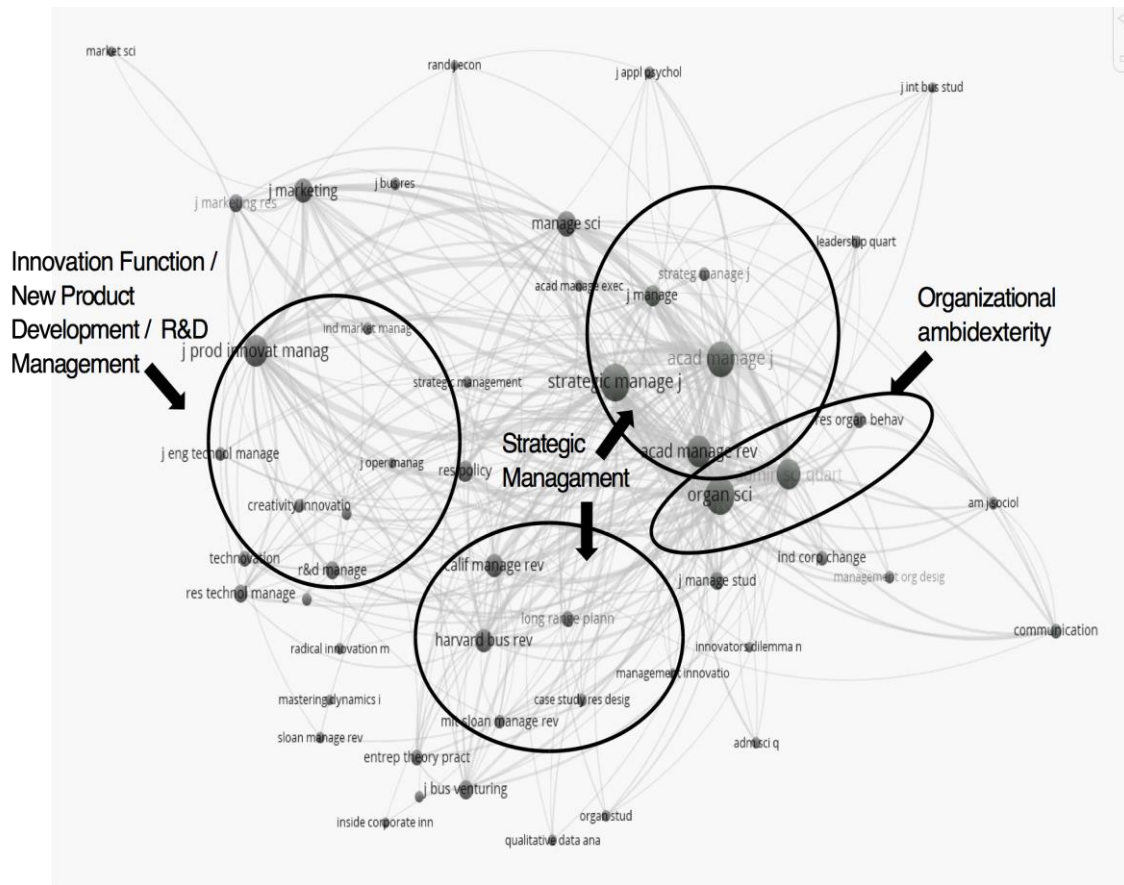 market sci
rand j econ
j appl psychol
j int bus stud
j marketing
j bus res
j marketing res
manage sci
leadership quart
Innovation Function /
New Product
Development / R&D
Management
strateg manage j
acad manage exec
j manage
Organizational
ambidexterity
ind market manag
j prod innovat manag
acad manage j
strategic management
strategic manage j
res organ behav
Strategic
Managament
acad manage rev
j eng technol manage
j oper manag
res policy
admin sci quart
organ sci
creativity innovatio
am j sociol
technovation
r&d manage
calif manage rev
ind corp change
j manage stud
management org desig
res technol manage
long range plann
communication
harvard bus rev
radical innovation m
innovators dilemma n
management innovatio
mastering dynamics i
case study res desig
mit sloan manage rev
sloan manage rev
adm sci q
entrep theory pract
j bus venturing
inside corporate inn
organ stud
qualitative data ana